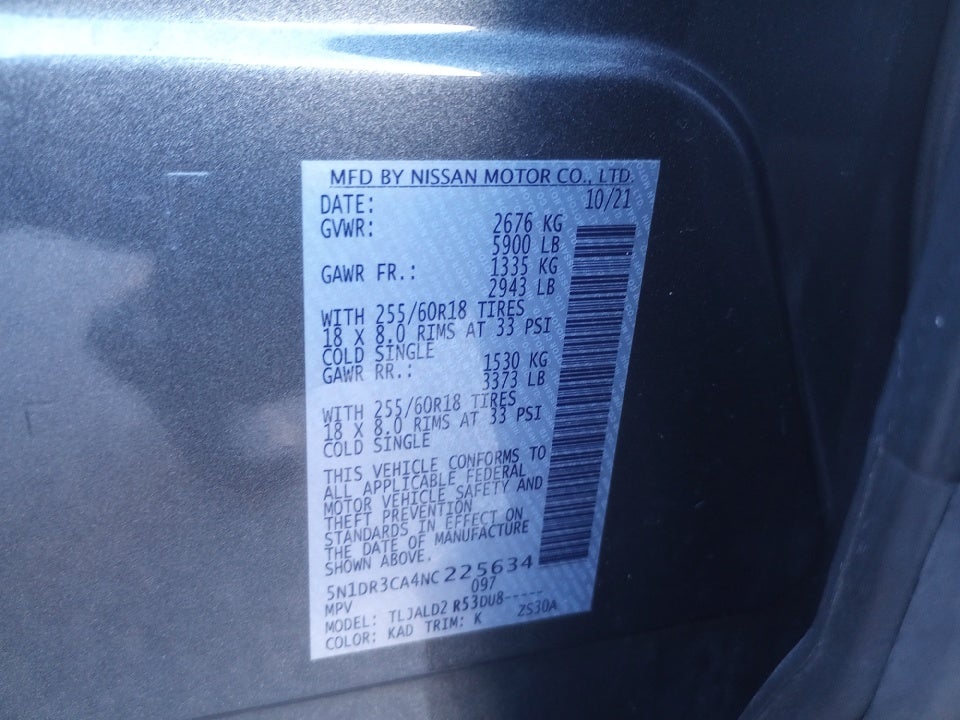 MFD BY NISSAN MOTOR CO., LTD.
DATE: 10/21
GVWR: 2676 KG
5900 LB
GAWR FR.: 1335 KG
2943 LB
WITH 255/60R18 TIRES
18 X 8.0 RIMS AT 33 PSI
COLD SINGLE
GAWR RR.: 1530 KG
3373 LB
WITH 255/60R18 TIRES
18 X 8.0 RIMS AT 33 PSI
COLD SINGLE
THIS VEHICLE CONFORMS TO
ALL APPLICABLE FEDERAL
MOTOR VEHICLE SAFETY AND
THEFT PREVENTION
STANDARDS IN EFFECT ON
THE DATE OF MANUFACTURE
SHOWN ABOVE.
5N1DR3CA4NC225634
MPV 097
MODEL: TLJALD2 R53DU8-----
COLOR: KAD TRIM: K ZS30A